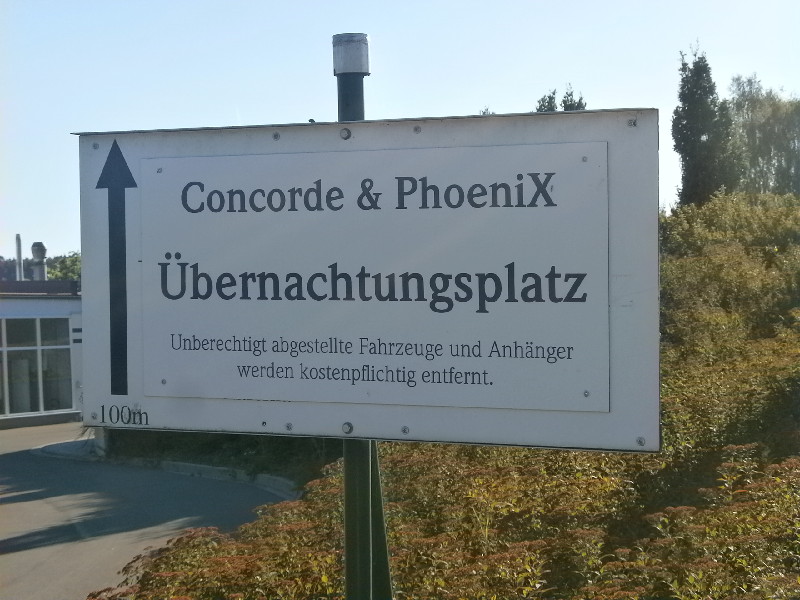 Concorde & PhoeniX
Übernachtungsplatz
Unberechtigt abgestellte Fahrzeuge und Anhänger
werden kostenpflichtig entfernt.
100m